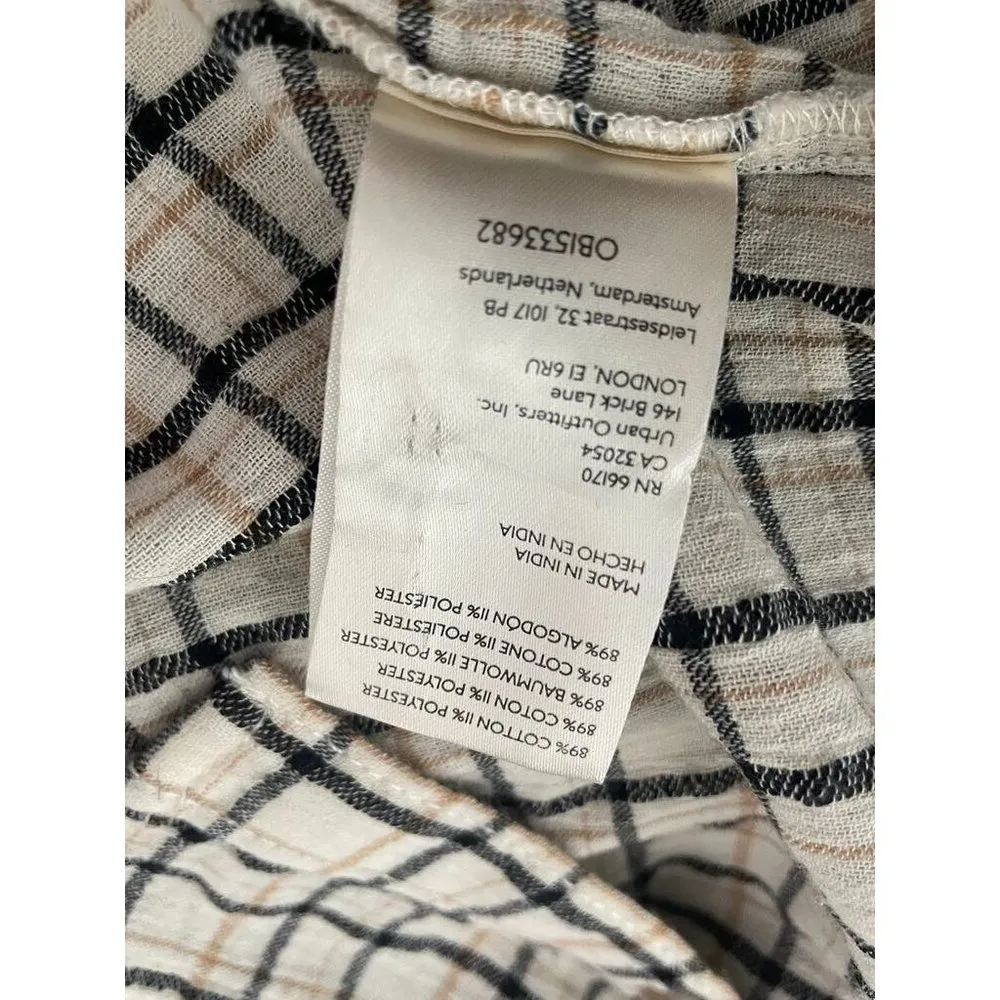 89% COTTON 11% POLYESTER
89% COTON 11% POLYESTER
89% BAUMWOLLE 11% POLYESTER
89% COTONE 11% POLIESTERE
89% ALGODÓN 11% POLIÉSTER
MADE IN INDIA
HECHO EN INDIA
RN 66170
CA 32054
Urban Outfitters, Inc.
146 Brick Lane
LONDON, E1 6RU
Leidsestraat 32, 1017 PB
Amsterdam, Netherlands
OB1533682